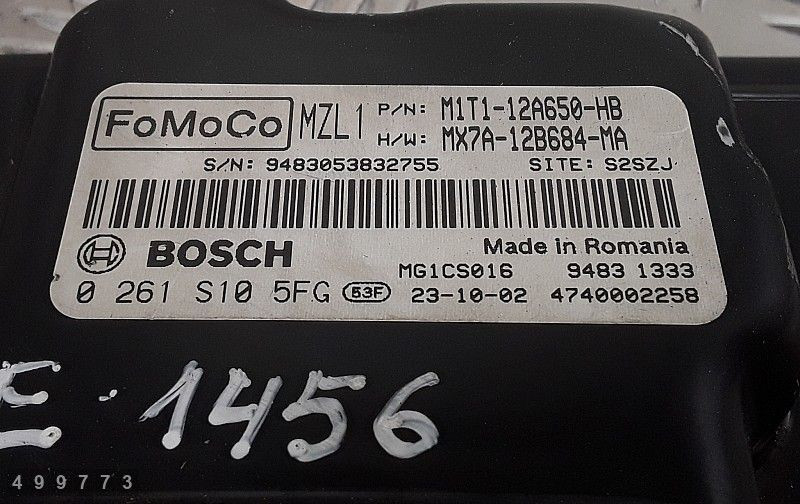 FoMoCo MZL1 P/N: M1T1-12A650-HB
H/W: MX7A-12B684-MA
S/N: 9483053832755 SITE: S2SZJ
BOSCH Made in Romania
MG1CS016 9483 1333
0 261 S10 5FG 53F 23-10-02 4740002258
E-1456
499773